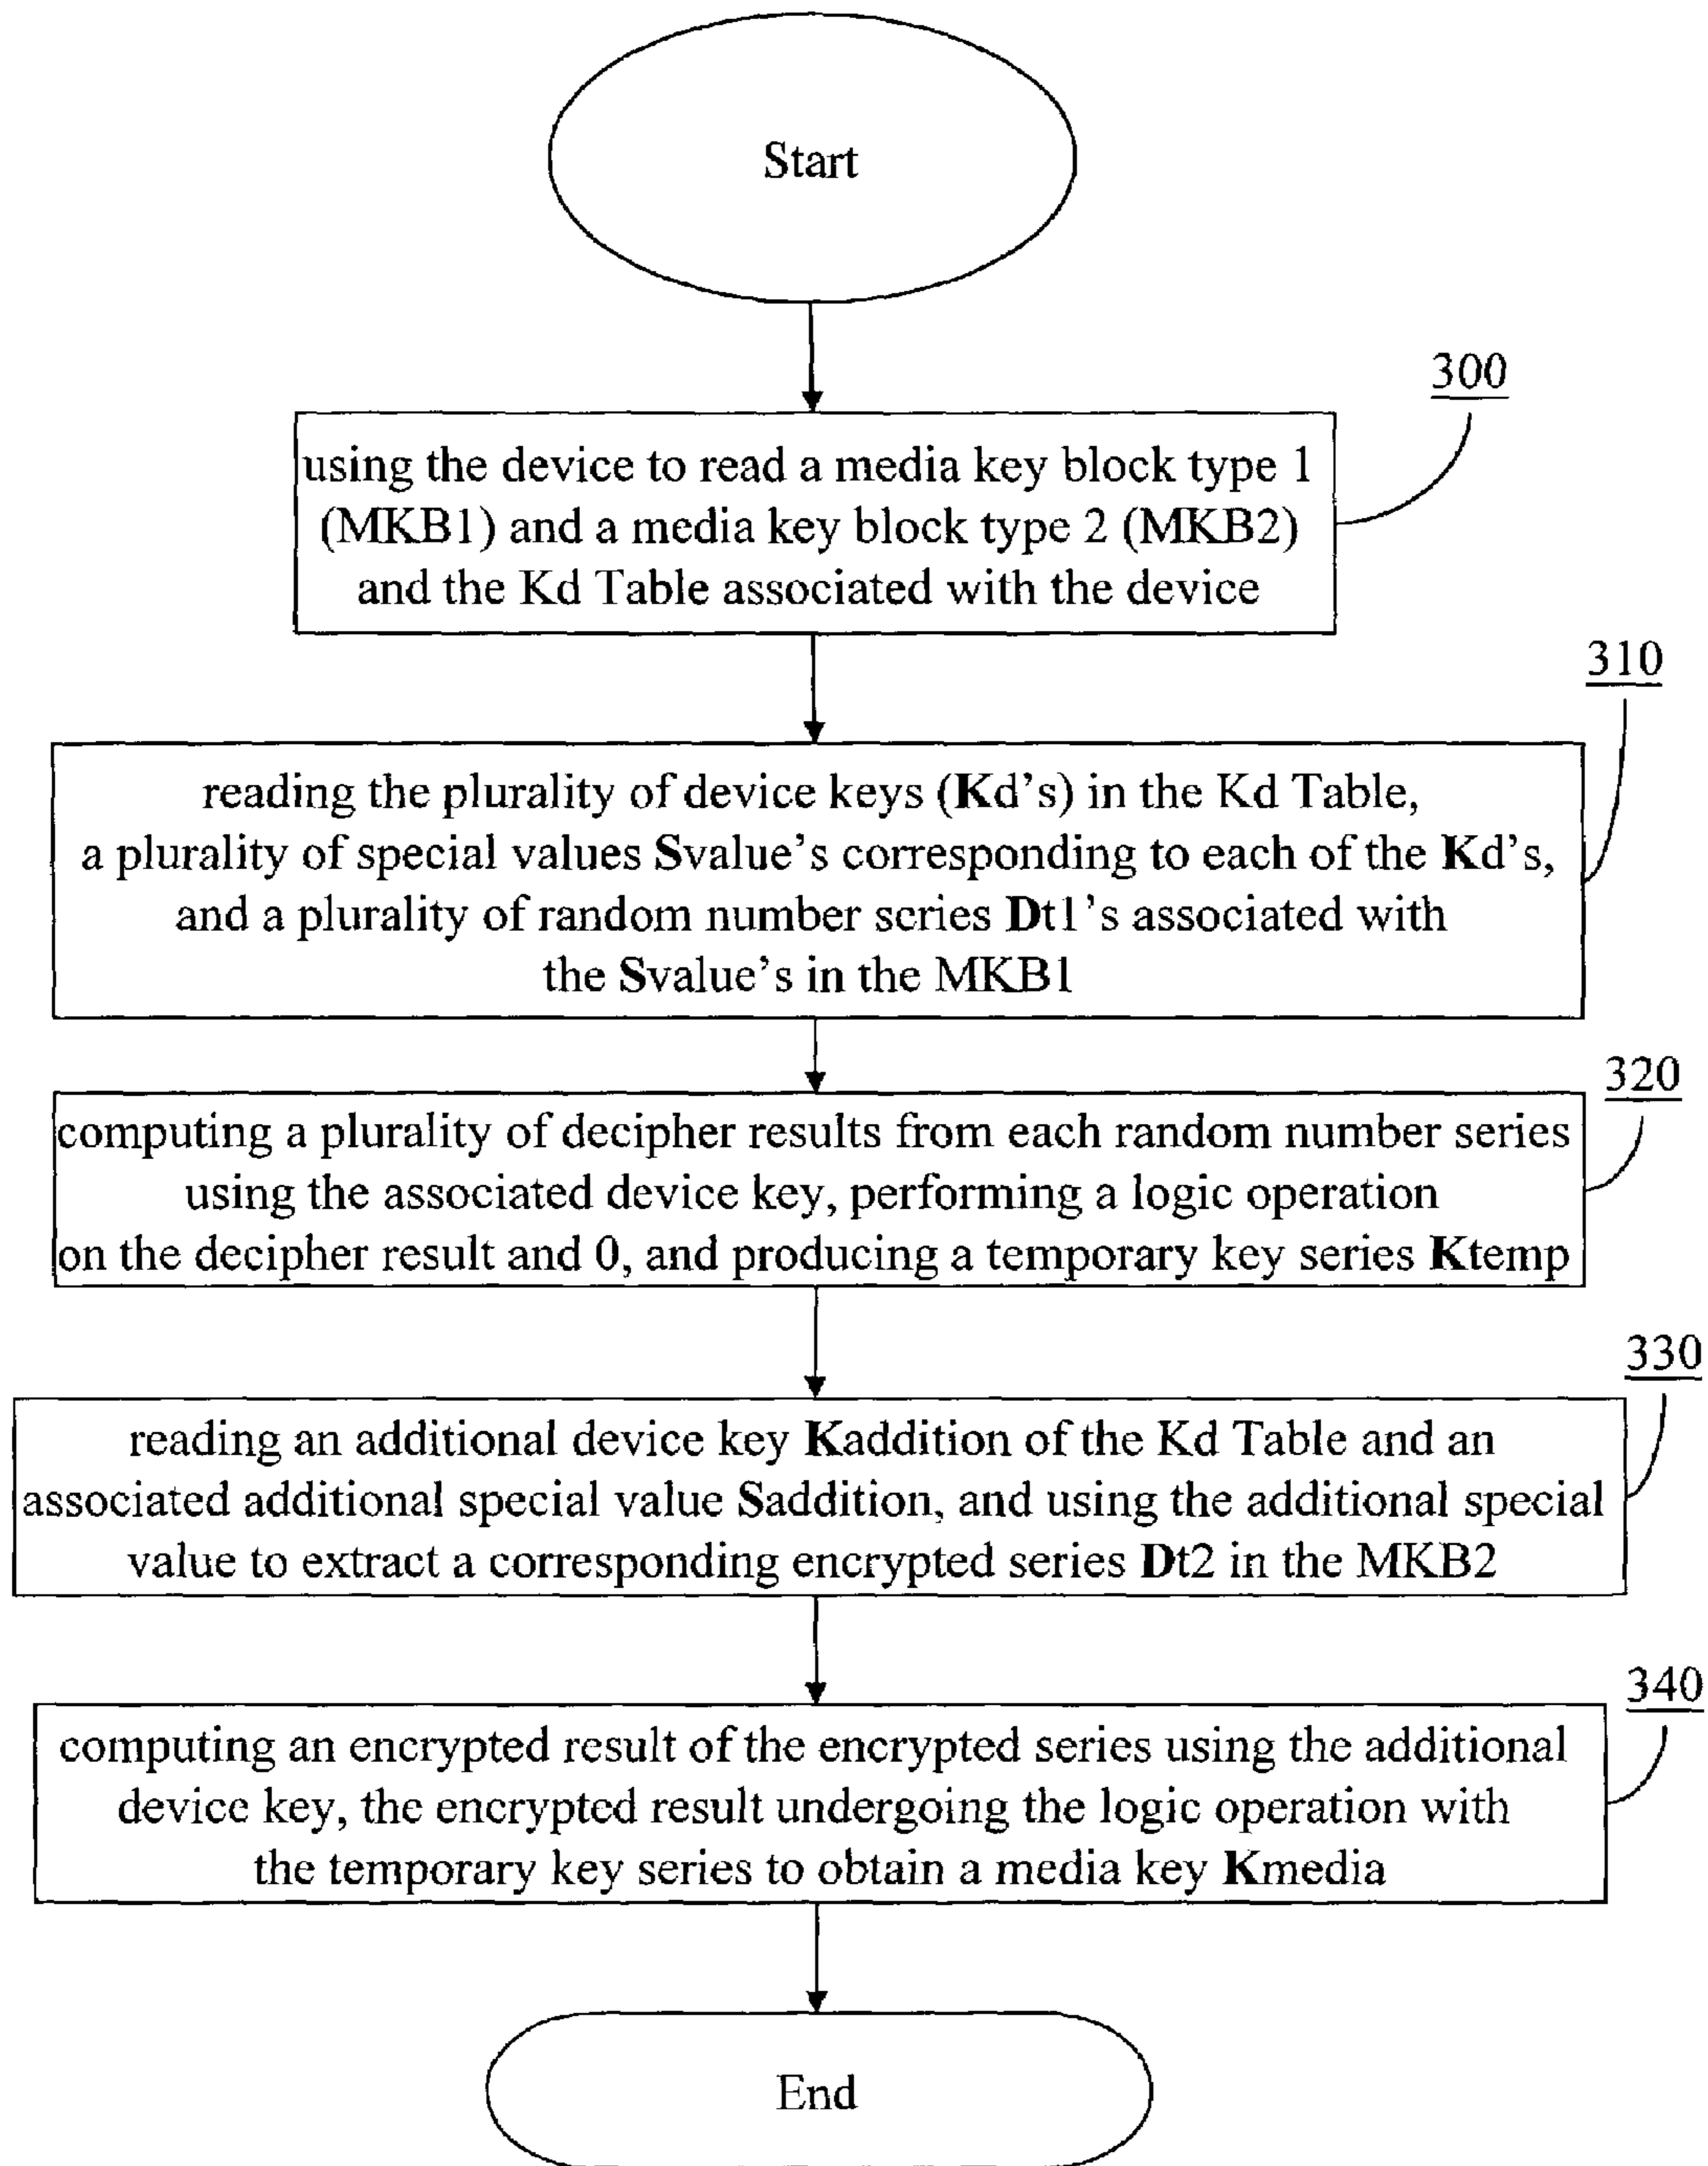 Start
300
using the device to read a media key block type 1
(MKB1) and a media key block type 2 (MKB2)
and the Kd Table associated with the device
310
reading the plurality of device keys (Kd's) in the Kd Table,
a plurality of special values Svalue's corresponding to each of the Kd's,
and a plurality of random number series Dt1's associated with
the Svalue's in the MKB1
320
computing a plurality of decipher results from each random number series
using the associated device key, performing a logic operation
on the decipher result and 0, and producing a temporary key series Ktemp
330
reading an additional device key Kaddition of the Kd Table and an
associated additional special value Saddition, and using the additional special
value to extract a corresponding encrypted series Dt2 in the MKB2
340
computing an encrypted result of the encrypted series using the additional
device key, the encrypted result undergoing the logic operation with
the temporary key series to obtain a media key Kmedia
End